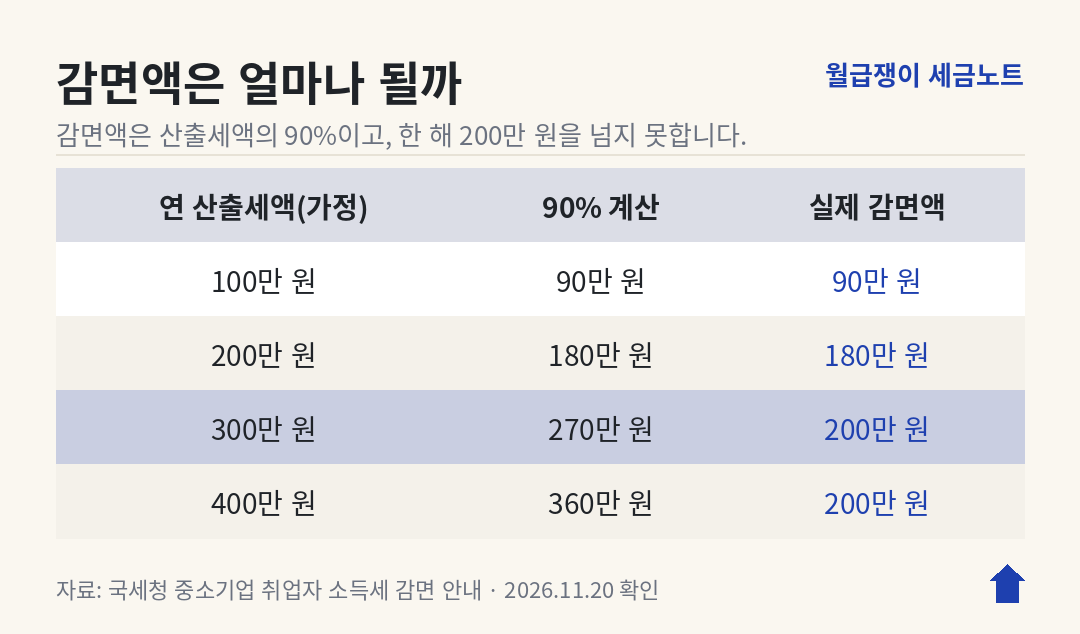 감면액은 얼마나 될까
월급쟁이 세금노트
감면액은 산출세액의 90%이고, 한 해 200만 원을 넘지 못합니다.
연 산출세액(가정) 90% 계산 실제 감면액
100만 원 90만 원 90만 원
200만 원 180만 원 180만 원
300만 원 270만 원 200만 원
400만 원 360만 원 200만 원
자료: 국세청 중소기업 취업자 소득세 감면 안내 · 2026.11.20 확인